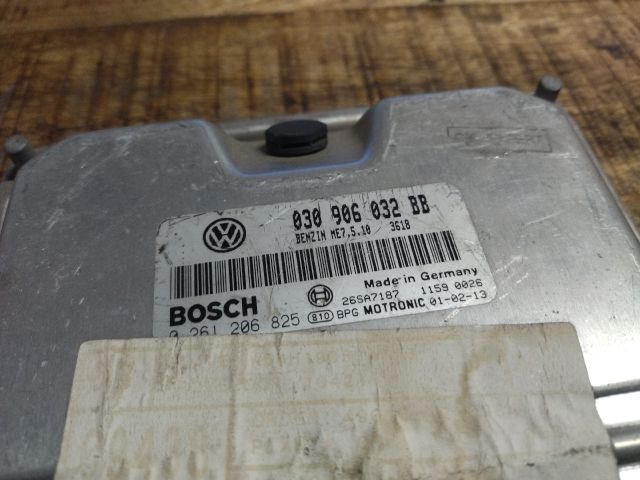 030 906 032 BB
BENZIN ME7.5.10 3618
Made in Germany
BOSCH 26SA7187 1159 0026
0 261 206 825 810 BPG MOTRONIC 01-02-13